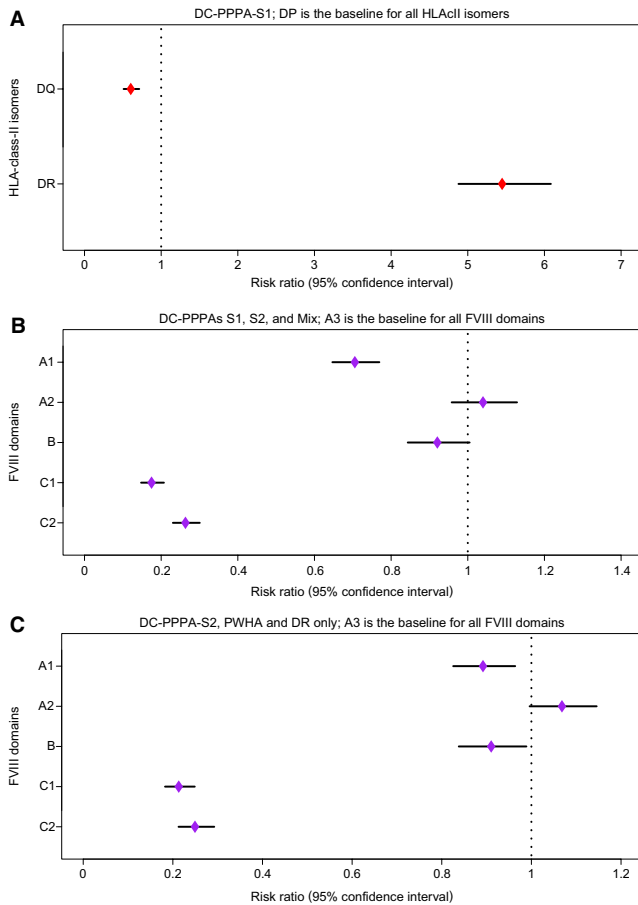 A
DC-PPPA-S1; DP is the baseline for all HLAcII isomers
HLA-class-II isomers
DQ
DR
0 1 2 3 4 5 6 7
Risk ratio (95% confidence interval)
B
DC-PPPAs S1, S2, and Mix; A3 is the baseline for all FVIII domains
FVIII domains
A1
A2
B
C1
C2
0 0.2 0.4 0.6 0.8 1 1.2 1.4
Risk ratio (95% confidence interval)
C
DC-PPPA-S2, PWHA and DR only; A3 is the baseline for all FVIII domains
FVIII domains
A1
A2
B
C1
C2
0 0.2 0.4 0.6 0.8 1 1.2
Risk ratio (95% confidence interval)